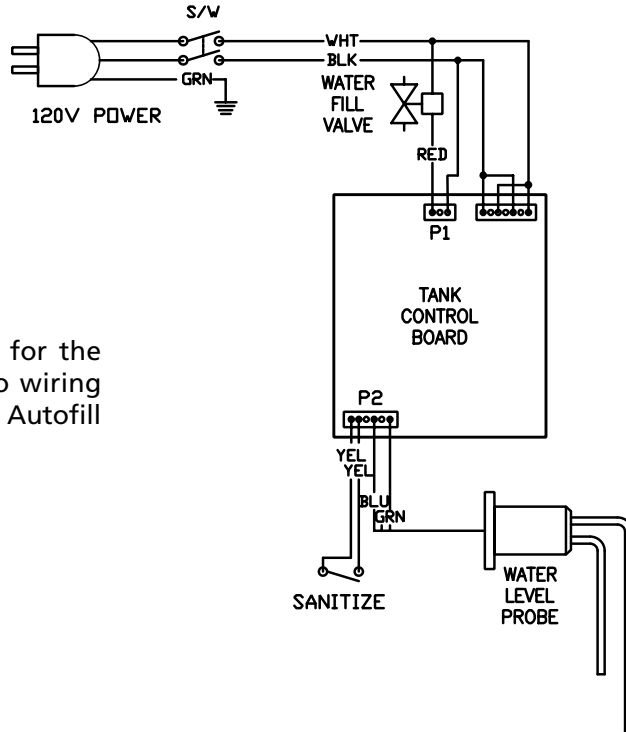 S/W
WHT
BLK
GRN
120V POWER
WATER
FILL
VALVE
RED
P1
TANK
CONTROL
BOARD
for the
wiring
Autofill
P2
YEL
YEL
BLU
GRN
SANITIZE
WATER
LEVEL
PROBE